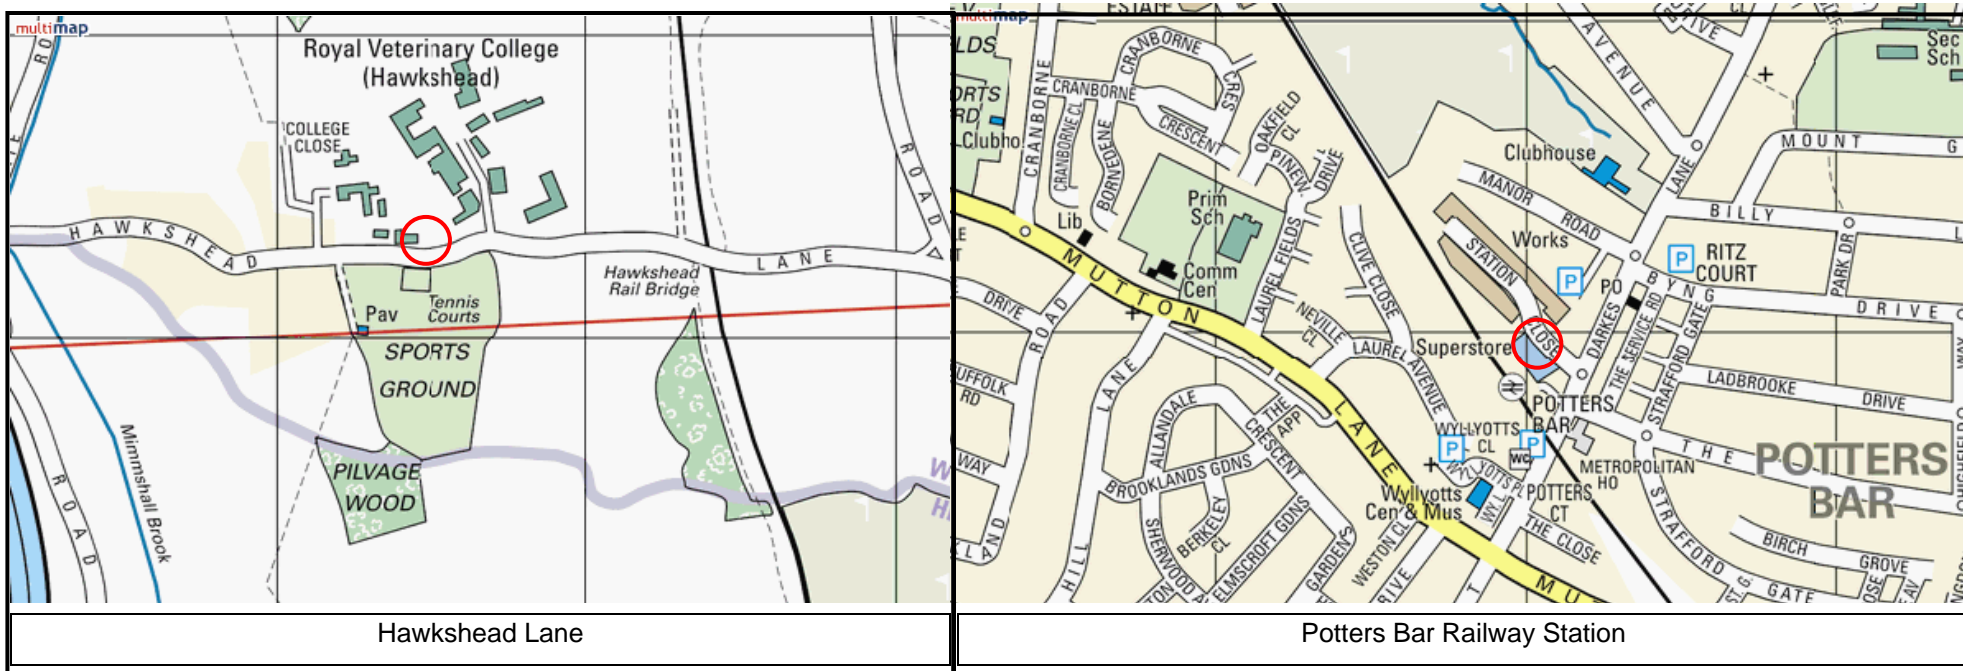 multimap
Royal Veterinary College
(Hawkshead)
COLLEGE
CLOSE
ROAD
HAWKSHEAD LANE
Hawkshead
Rail Bridge
Tennis
Courts
Pav
SPORTS
GROUND
PILVAGE
WOOD
Mimmshall Brook
ROAD
Hawkshead Lane
multimap
ESTATE
CRANBORNE
CRANBORNE
CRESCENT
CRES
CRANBORNE
CRANBORNE CL
BORNEDENE
OAKFIELD
CL
DRIVE
Clubho
Prim
Sch
Lib
Comm
Cen
LAUREL FIELDS
CLIVE CLOSE
NEVILLE
CL
LAUREL AVENUE
MUTTON LANE
DRIVE
ROAD
SUFFOLK
RD
WAY
LANE
HILL
ALLANDALE
CRESCENT
THE
APP
BROOKLANDS GDNS
BERKELEY
CL
SHERWOOD
GARDENS
WESTON CL
AVENUE
Sec
Sch
MOUNT
Clubhouse
MANOR ROAD
LANE
BILLY
PARK DR
Works
STATION CLOSE
P
P
RITZ
COURT
PO
BYNG DRIVE
DARKES
THE SERVICE RD
STRAFFORD GATE
Superstore
LADBROOKE DRIVE
POTTERS
BAR
WYLLYOTTS
CL
P
P
WC
METROPOLITAN
HO
THE
POTTERS
BAR
Wyllyotts
Cen & Mus
POTTERS
CT
THE CLOSE
STRAFFORD
GATE
BIRCH
GROVE
MU
Potters Bar Railway Station